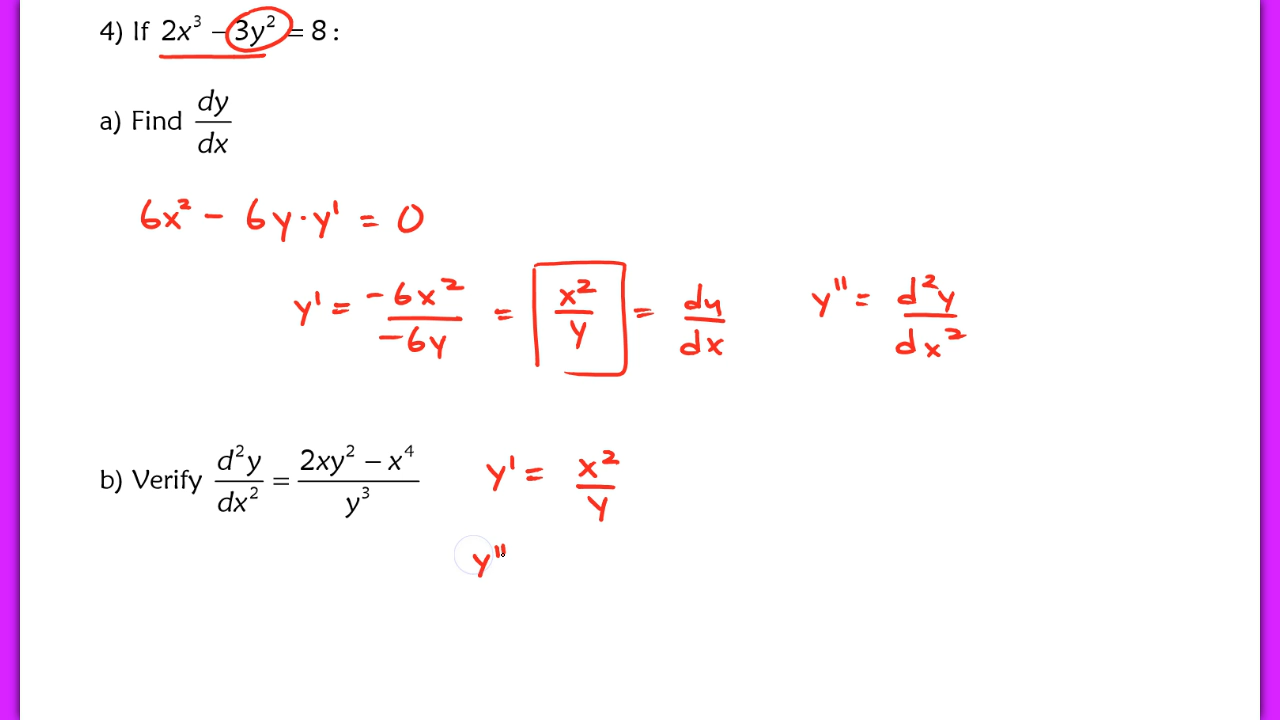 4) If 2x³ − 3y² = 8 :
a) Find dy/dx
6x² − 6y·y' = 0
y' = −6x²/−6y = x²/y = dy/dx y'' = d²y/dx²
b) Verify d²y/dx² = (2xy² − x⁴)/y³ y' = x²/y
y''